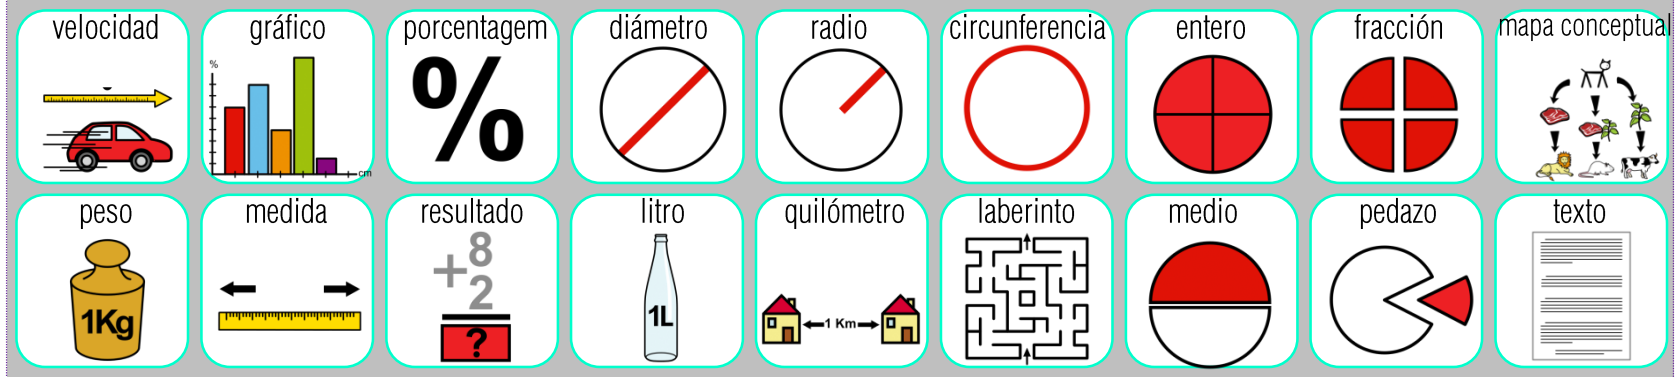 velocidad
gráfico
porcentagem
diámetro
radio
circunferencia
entero
fracción
mapa conceptual
%
cm
%
peso
medida
resultado
litro
quilómetro
laberinto
medio
pedazo
texto
1Kg
8
+2
?
1L
1 Km